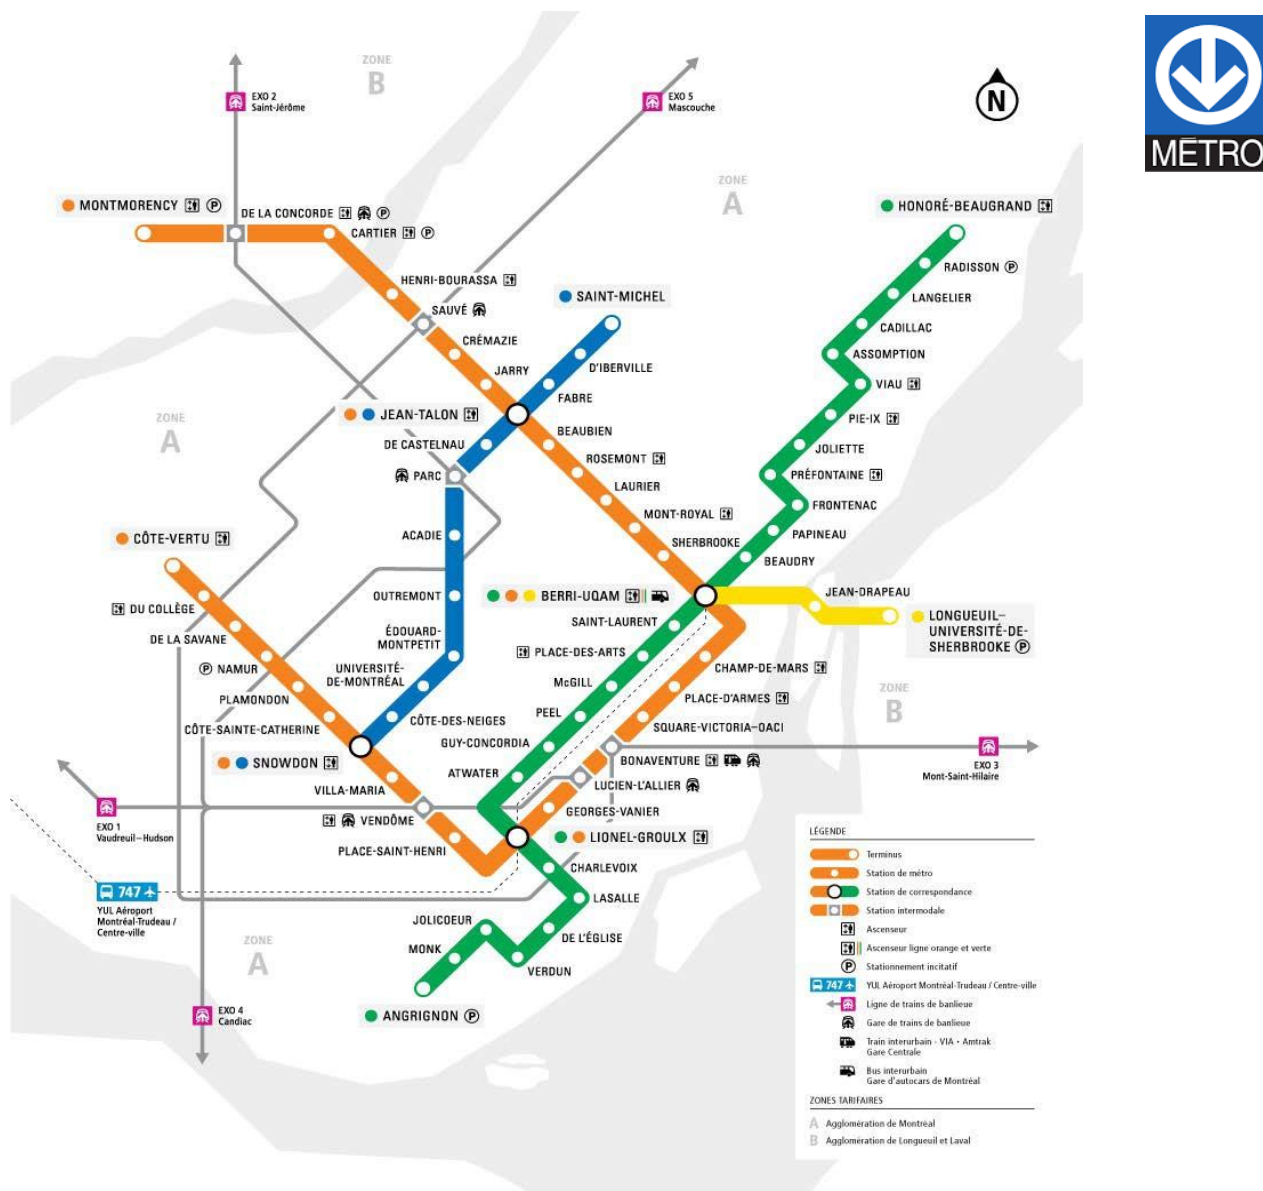 MÉTRO
ZONE
B
EXO 2
Saint-Jérôme
EXO 5
Mascouche
N
ZONE
A
MONTMORENCY P
DE LA CONCORDE P
CARTIER P
HONORÉ-BEAUGRAND
RADISSON P
HENRI-BOURASSA
LANGELIER
SAINT-MICHEL
SAUVÉ
CADILLAC
CRÉMAZIE
ASSOMPTION
JARRY
D'IBERVILLE
VIAU
FABRE
JEAN-TALON
PIE-IX
ZONE
A
DE CASTELNAU
BEAUBIEN
JOLIETTE
ROSEMONT
PARC
PRÉFONTAINE
LAURIER
FRONTENAC
MONT-ROYAL
CÔTE-VERTU
ACADIE
SHERBROOKE
PAPINEAU
BEAUDRY
DU COLLÈGE
OUTREMONT
BERRI-UQAM
JEAN-DRAPEAU
DE LA SAVANE
SAINT-LAURENT
LONGUEUIL–
UNIVERSITÉ-DE-
SHERBROOKE P
ÉDOUARD-
MONTPETIT
PLACE-DES-ARTS
P NAMUR
UNIVERSITÉ-
DE-MONTRÉAL
McGILL
CHAMP-DE-MARS
ZONE
B
PLAMONDON
PLACE-D'ARMES
PEEL
CÔTE-SAINTE-CATHERINE
CÔTE-DES-NEIGES
SQUARE-VICTORIA–OACI
GUY-CONCORDIA
SNOWDON
BONAVENTURE
EXO 3
Mont-Saint-Hilaire
ATWATER
VILLA-MARIA
LUCIEN-L'ALLIER
GEORGES-VANIER
EXO 1
Vaudreuil–Hudson
VENDÔME
LIONEL-GROULX
PLACE-SAINT-HENRI
CHARLEVOIX
747
YUL Aéroport
Montréal-Trudeau /
Centre-ville
LASALLE
JOLICOEUR
DE L'ÉGLISE
MONK
VERDUN
ZONE
A
EXO 4
Candiac
ANGRIGNON P
LÉGENDE
Terminus
Station de métro
Station de correspondance
Station intermodale
Ascenseur
Ascenseur ligne orange et verte
P Stationnement incitatif
747 YUL Aéroport Montréal-Trudeau / Centre-ville
Ligne de trains de banlieue
Gare de trains de banlieue
Train interurbain - VIA • Amtrak
Gare Centrale
Bus interurbain
Gare d'autocars de Montréal
ZONES TARIFAIRES
A Agglomération de Montréal
B Agglomération de Longueuil et Laval